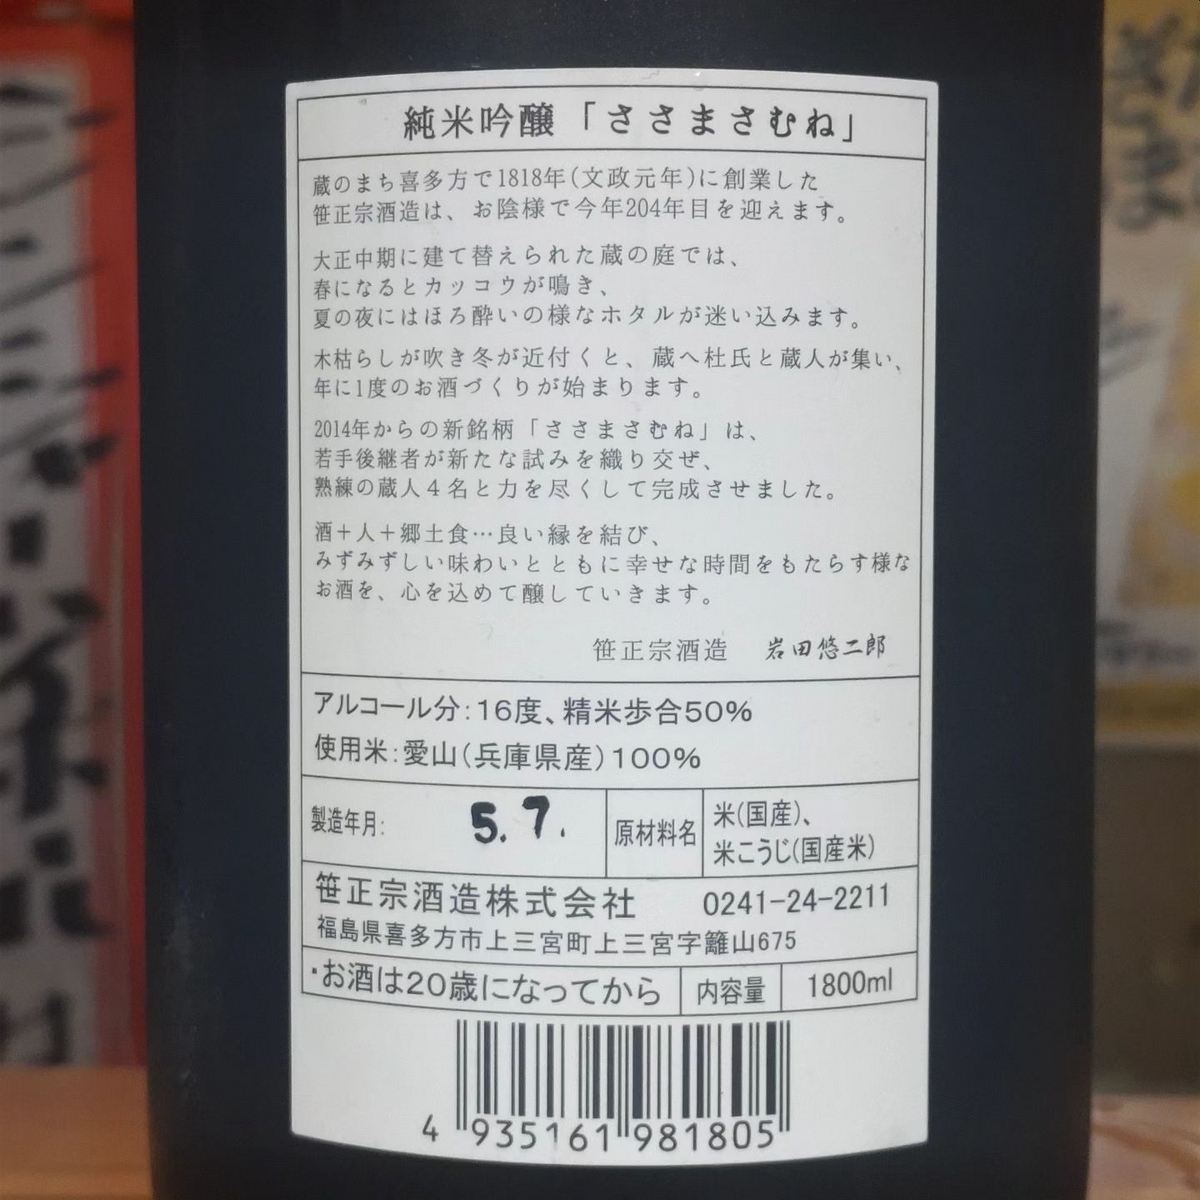 純米吟醸「ささまさむね」
蔵のまち喜多方で1818年(文政元年)に創業した
笹正宗酒造は、お陰様で今年204年目を迎えます。
大正中期に建て替えられた蔵の庭では、
春になるとカッコウが鳴き、
夏の夜にはほろ酔いの様なホタルが迷い込みます。
木枯らしが吹き冬が近付くと、蔵へ杜氏と蔵人が集い、
年に1度のお酒づくりが始まります。
2014年からの新銘柄「ささまさむね」は、
若手後継者が新たな試みを織り交ぜ、
熟練の蔵人4名と力を尽くして完成させました。
酒＋人＋郷土食…良い縁を結び、
みずみずしい味わいとともに幸せな時間をもたらす様な
お酒を、心を込めて醸していきます。
笹正宗酒造 岩田悠二郎
アルコール分:16度、精米歩合50%
使用米:愛山(兵庫県産)100%
製造年月: 5.7.
原材料名 米(国産)、
米こうじ(国産米)
笹正宗酒造株式会社 0241-24-2211
福島県喜多方市上三宮町上三宮字籬山675
・お酒は20歳になってから 内容量 1800ml
4 935161 981805